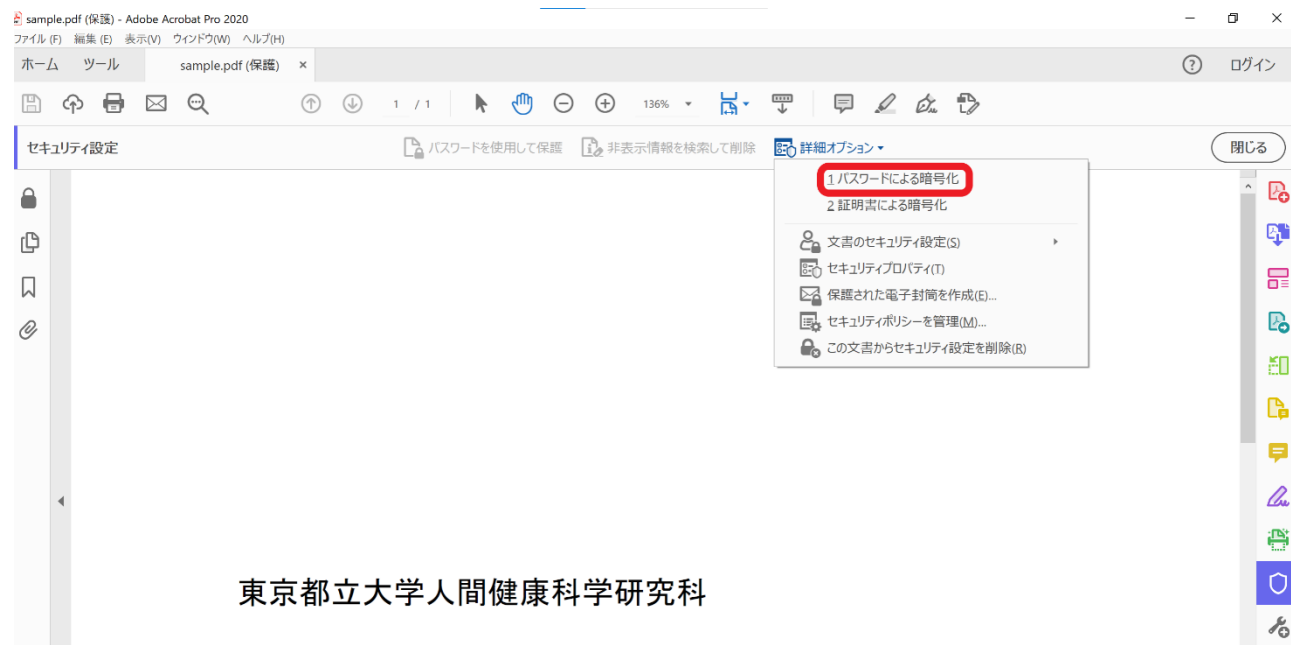 sample.pdf (保護) - Adobe Acrobat Pro 2020
ファイル(F) 編集(E) 表示(V) ウィンドウ(W) ヘルプ(H)
ホーム ツール sample.pdf (保護) × ? ログイン
1 / 1 136%
セキュリティ設定 パスワードを使用して保護 非表示情報を検索して削除 詳細オプション 閉じる
1 パスワードによる暗号化
2 証明書による暗号化
文書のセキュリティ設定(S)
セキュリティプロパティ(T)
保護された電子封筒を作成(E)...
セキュリティポリシーを管理(M)...
この文書からセキュリティ設定を削除(R)
東京都立大学人間健康科学研究科